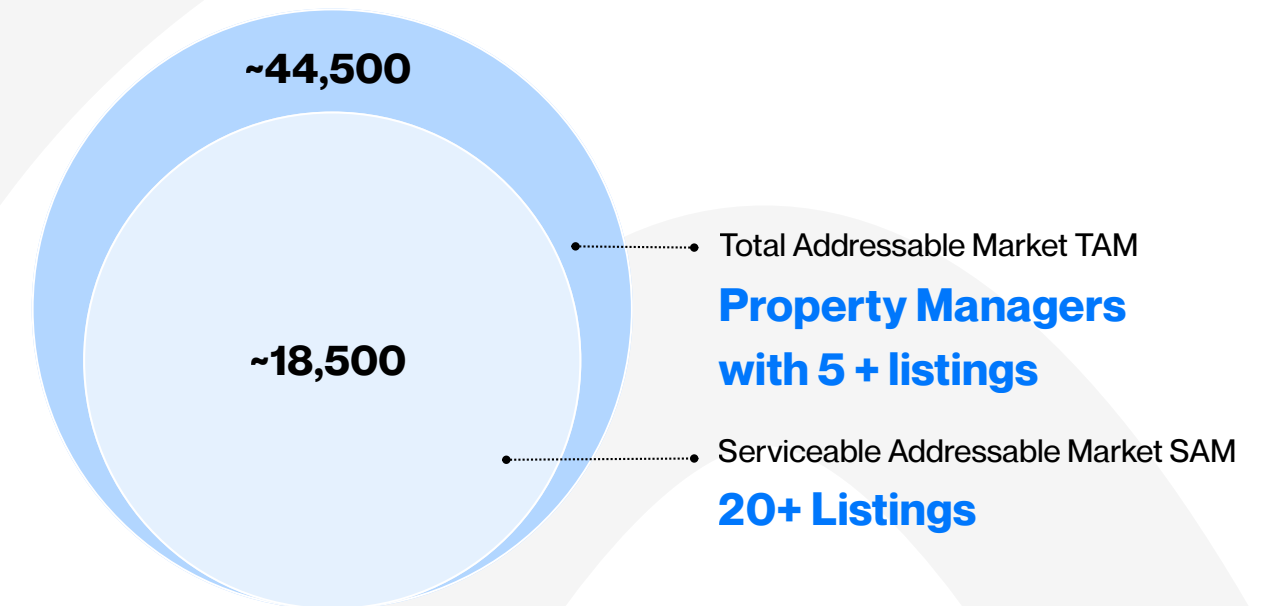 ~44,500
~18,500
Total Addressable Market TAM
Property Managers
with 5 + listings
Serviceable Addressable Market SAM
20+ Listings